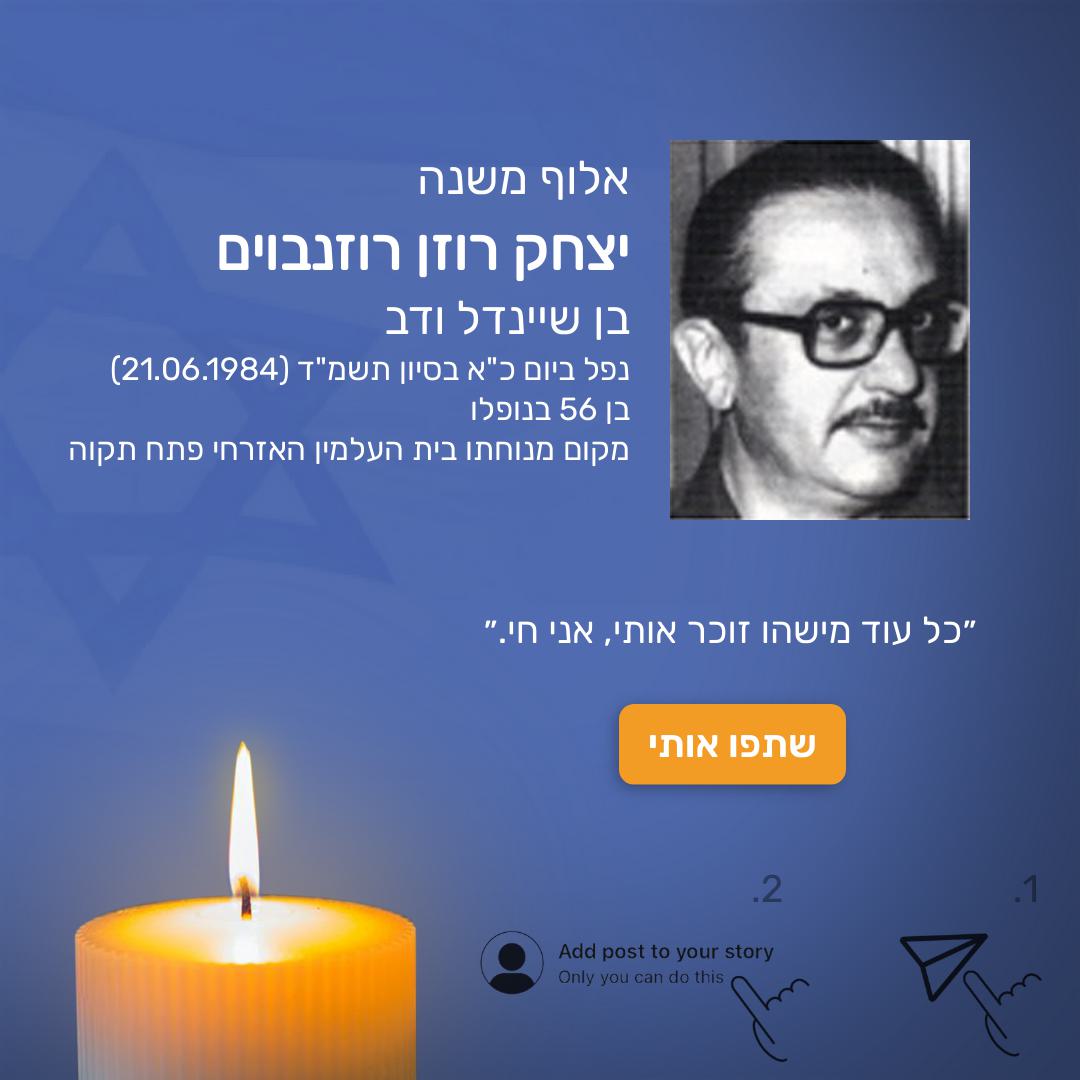 אלוף משנה
יצחק רוזן רוזנבוים
בן שיינדל ודב
נפל ביום כ"א בסיון תשמ"ד (21.06.1984)
בן 56 בנופלו
מקום מנוחתו בית העלמין האזרחי פתח תקוה
״כל עוד מישהו זוכר אותי, אני חי.״
שתפו אותי
1.
2.
Add post to your story
Only you can do this